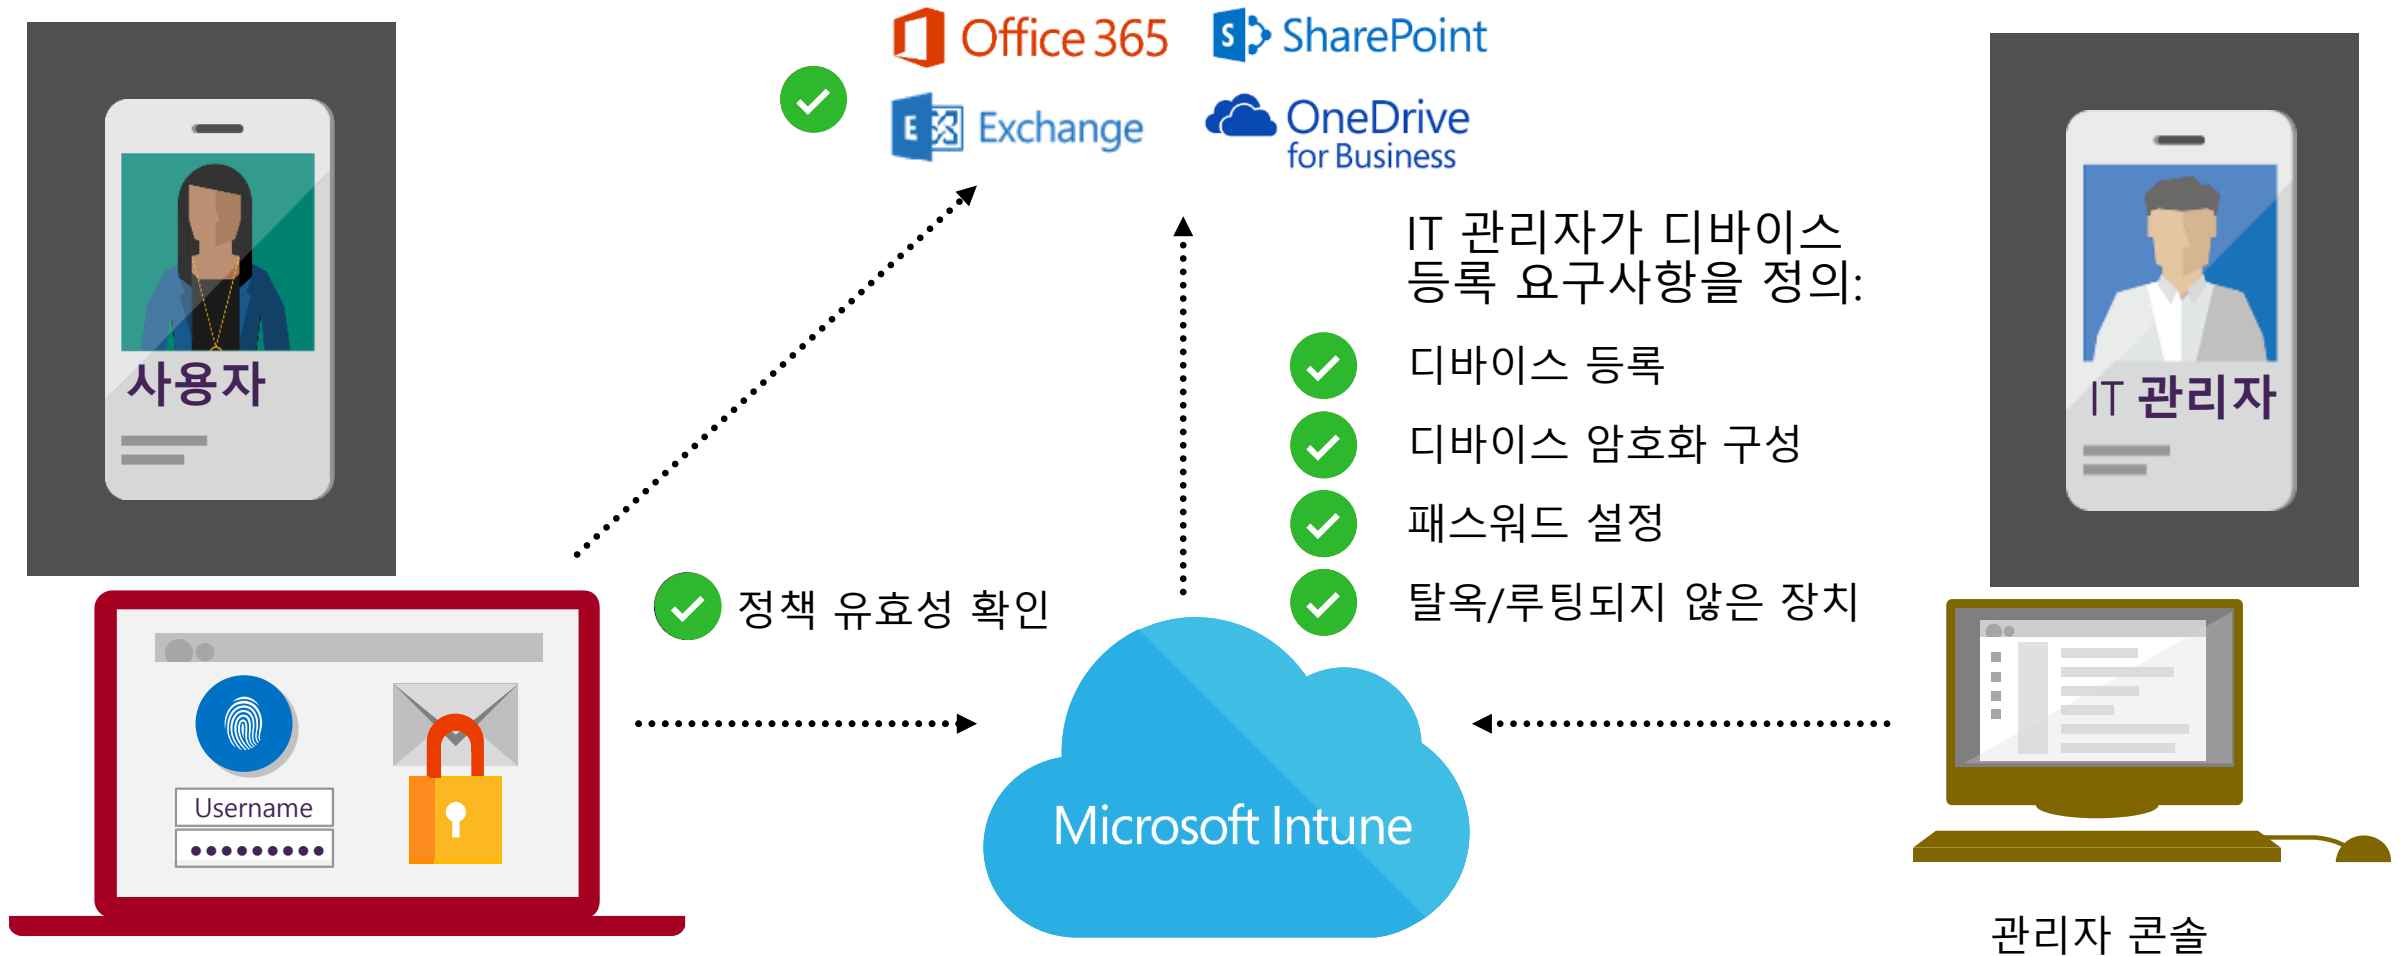 Office 365
SharePoint
Exchange
OneDrive
for Business
사용자
IT 관리자가 디바이스
등록 요구사항을 정의:
디바이스 등록
디바이스 암호화 구성
패스워드 설정
탈옥/루팅되지 않은 장치
IT 관리자
정책 유효성 확인
Username
Microsoft Intune
관리자 콘솔